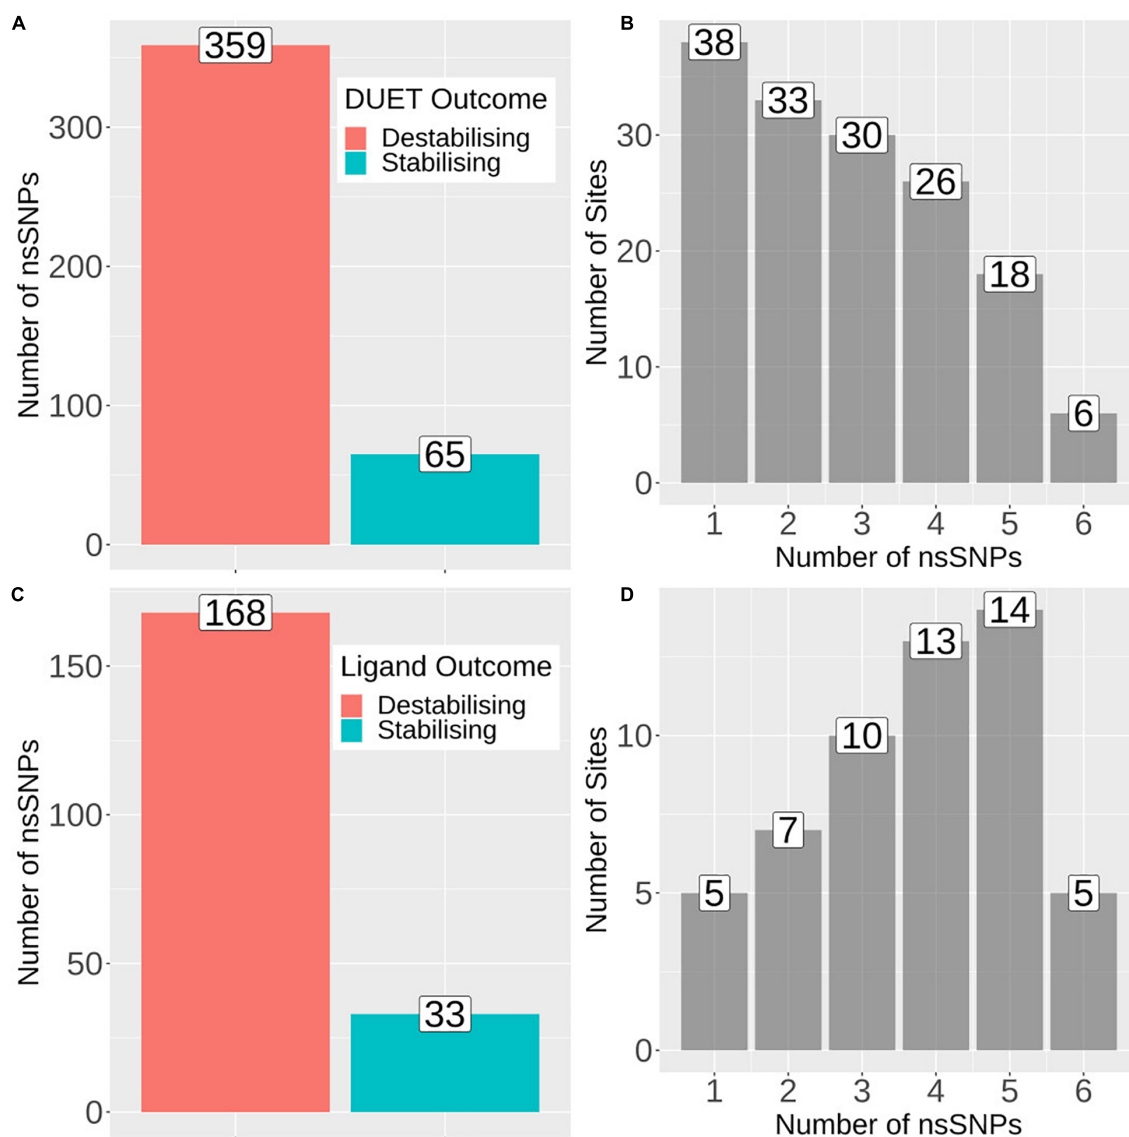 A
359
DUET Outcome
Destabilising
Stabilising
65
300
200
100
0
Number of nsSNPs
B
38
33
30
26
18
6
30
20
10
0
Number of Sites
1 2 3 4 5 6
Number of nsSNPs
C
168
Ligand Outcome
Destabilising
Stabilising
33
150
100
50
0
Number of nsSNPs
D
5
7
10
13
14
5
10
5
0
Number of Sites
1 2 3 4 5 6
Number of nsSNPs